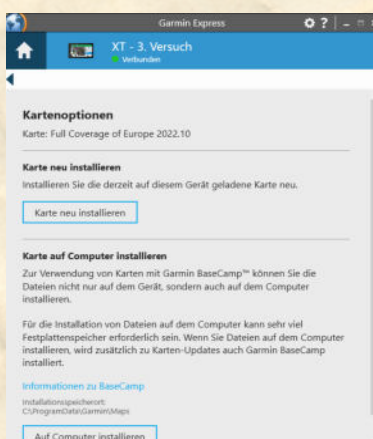 Garmin Express
XT - 3. Versuch
Verbunden
Kartenoptionen
Karte: Full Coverage of Europe 2022.10
Karte neu installieren
Installieren Sie die derzeit auf diesem Gerät geladene Karte neu.
Karte neu installieren
Karte auf Computer installieren
Zur Verwendung von Karten mit Garmin BaseCamp™ können Sie die
Dateien nicht nur auf dem Gerät, sondern auch auf dem Computer
installieren.
Für die Installation von Dateien auf dem Computer kann sehr viel
Festplattenspeicher erforderlich sein. Wenn Sie Dateien auf dem Computer
installieren, wird zusätzlich zu Karten-Updates auch Garmin BaseCamp
installiert.
Informationen zu BaseCamp
Installationsspeicherort:
C:\ProgramData\Garmin\Maps
Auf Computer installieren